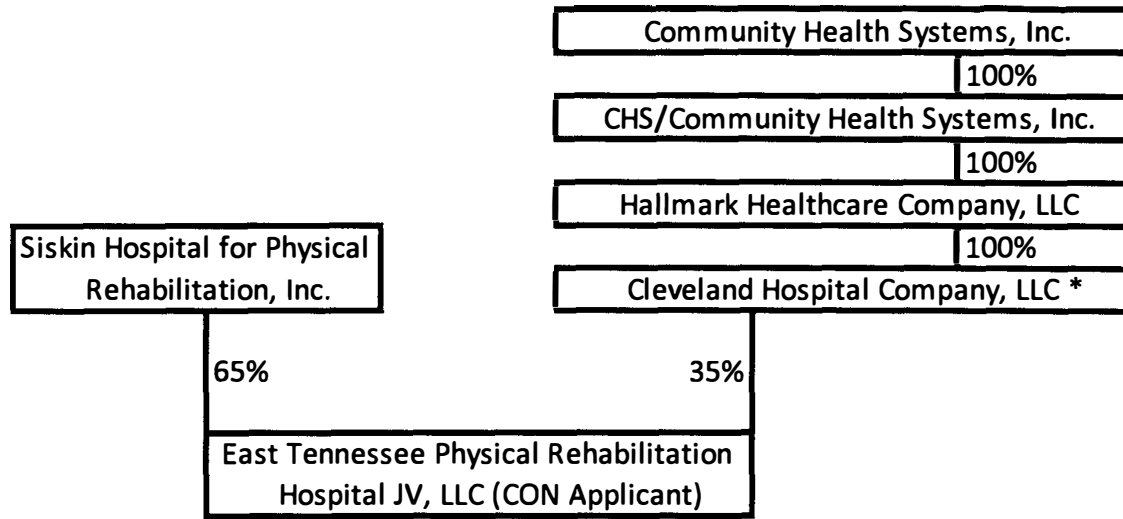 Community Health Systems, Inc.
100%
CHS/Community Health Systems, Inc.
100%
Hallmark Healthcare Company, LLC
100%
Cleveland Hospital Company, LLC *
Siskin Hospital for Physical
Rehabilitation, Inc.
65%
35%
East Tennessee Physical Rehabilitation
Hospital JV, LLC (CON Applicant)